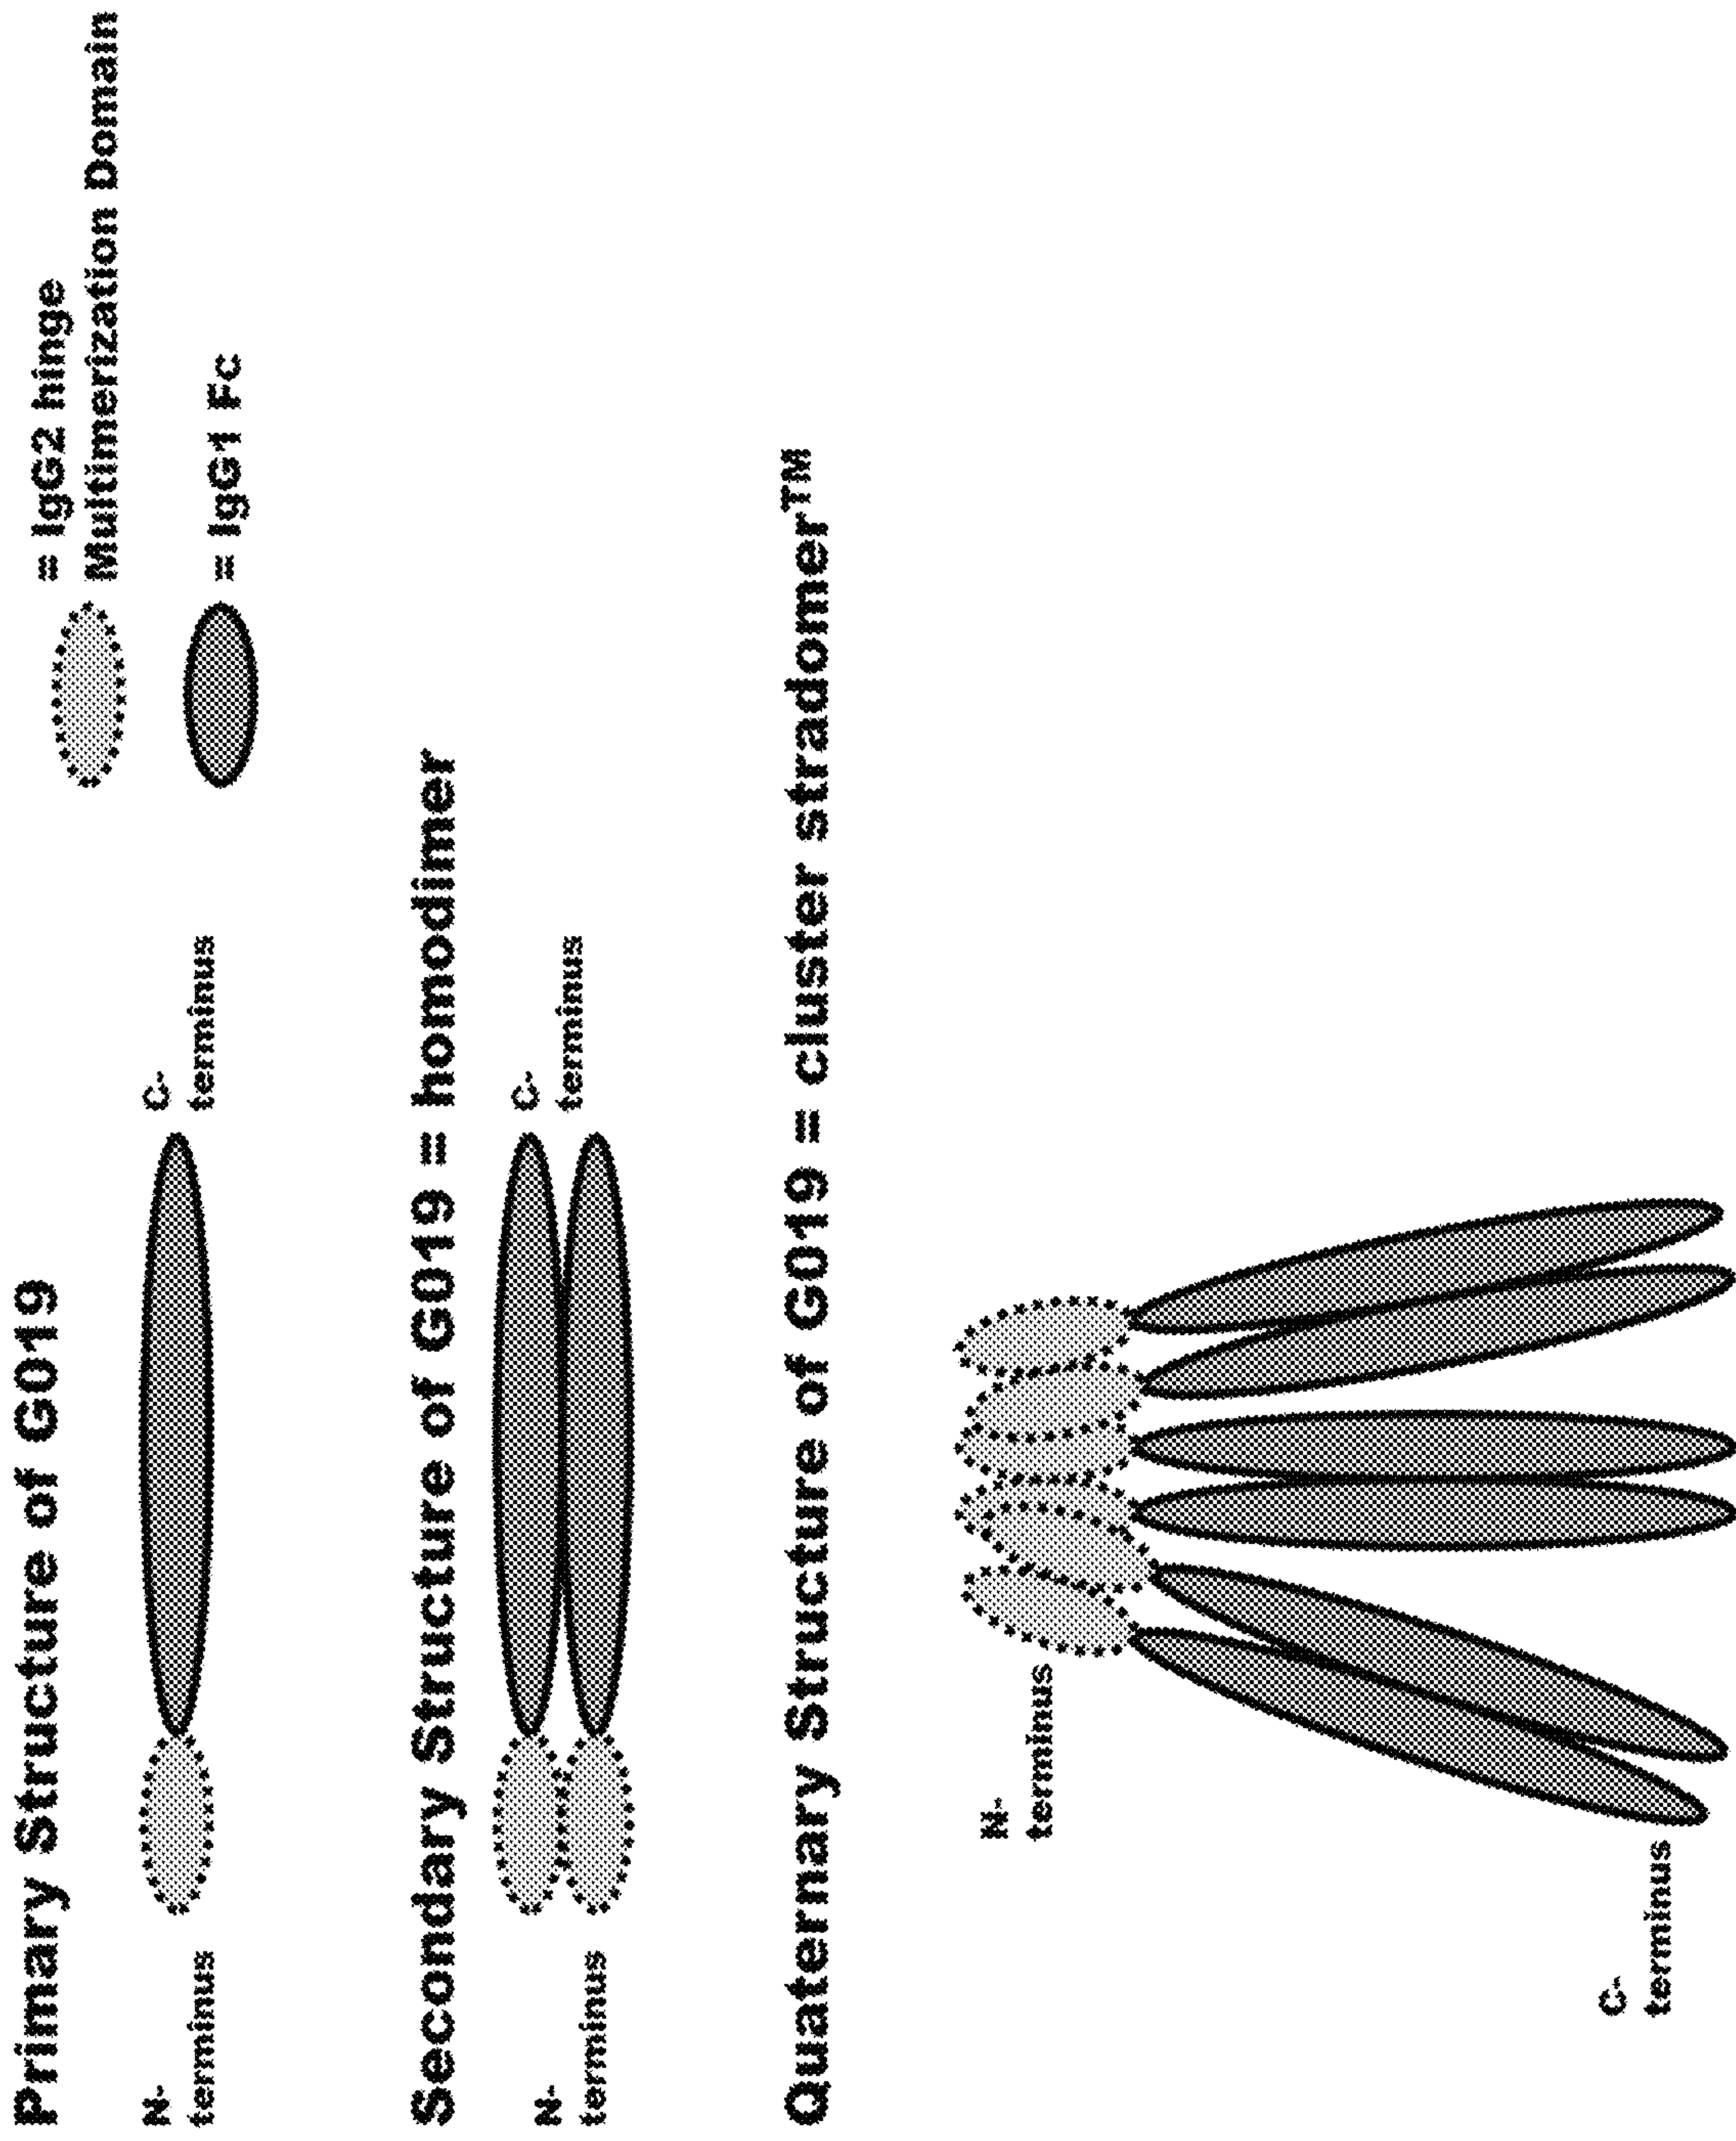 Primary Structure of G019
= IgG2 hinge
Multimerization Domain
= IgG1 Fc
N-
terminus
C-
terminus
Secondary Structure of G019 = homodimer
N-
terminus
C-
terminus
Quaternary Structure of G019 = cluster stradomer™
N-
terminus
C-
terminus